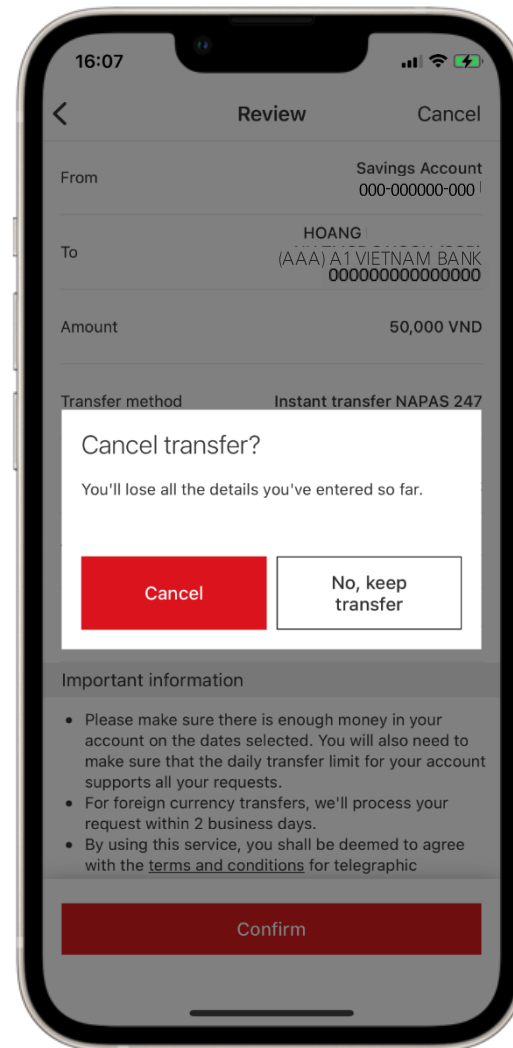 16:07
Review
Cancel
From
Savings Account
000-000000-000
To
HOANG
(AAA) A1 VIETNAM BANK
000000000000000
Amount
50,000 VND
Transfer method
Instant transfer NAPAS 247
Cancel transfer?
You'll lose all the details you've entered so far.
Cancel
No, keep
transfer
Important information
• Please make sure there is enough money in your
account on the dates selected. You will also need to
make sure that the daily transfer limit for your account
supports all your requests.
• For foreign currency transfers, we'll process your
request within 2 business days.
• By using this service, you shall be deemed to agree
with the terms and conditions for telegraphic
Confirm